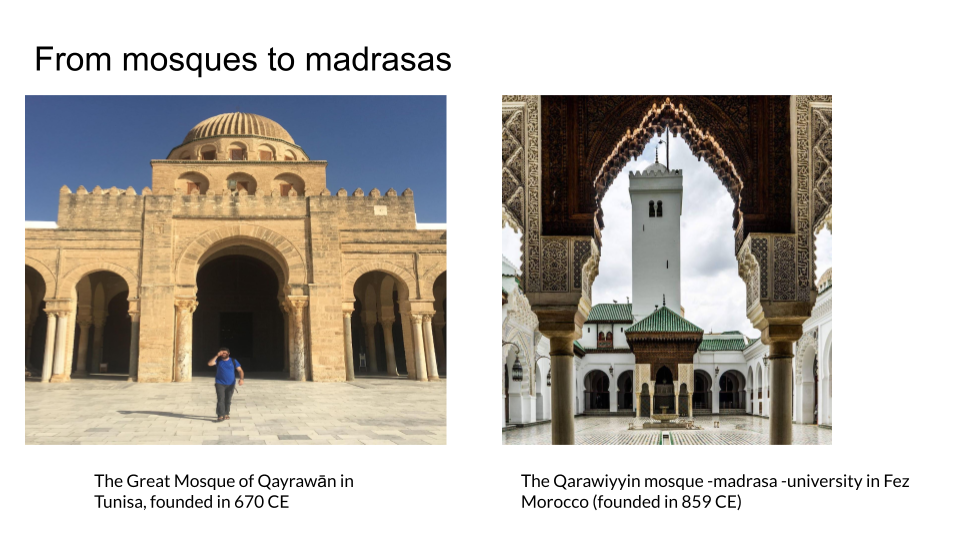 From mosques to madrasas
The Great Mosque of Qayrawān in
Tunisa, founded in 670 CE
The Qarawiyyin mosque -madrasa -university in Fez
Morocco (founded in 859 CE)